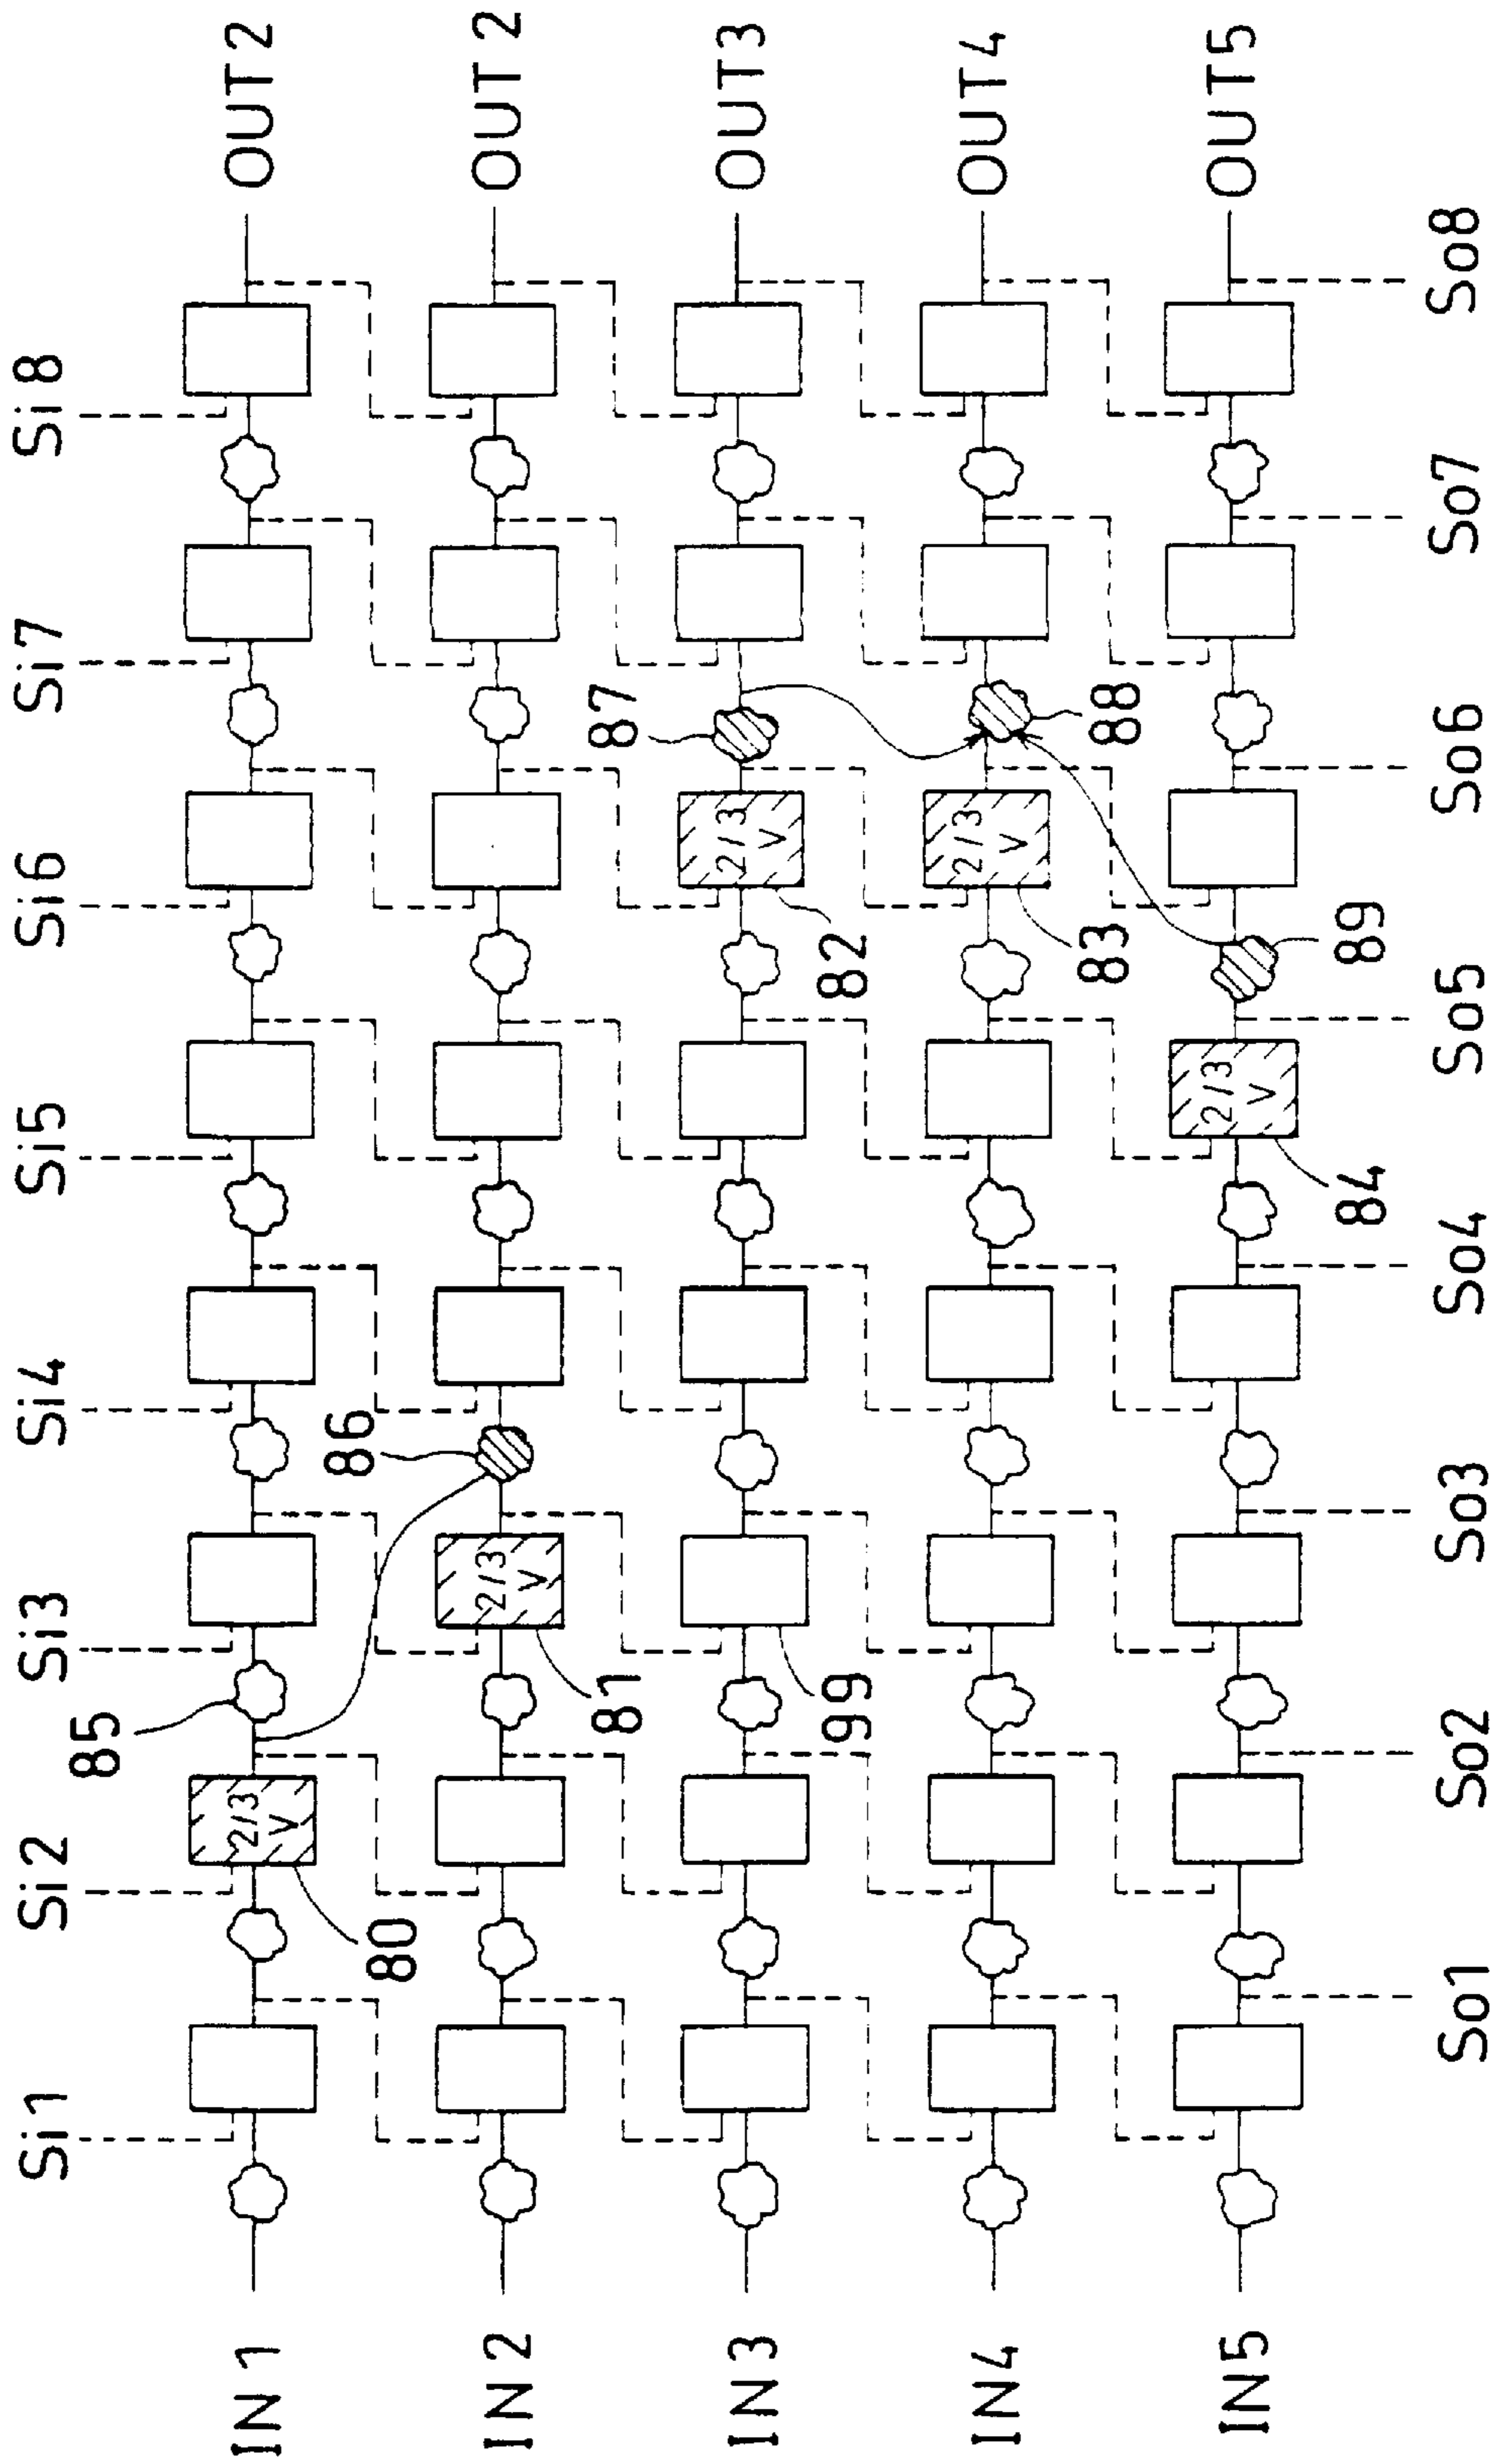 Si1 Si2 Si3 Si4 Si5 Si6 Si7 Si8
85
IN1 2/3 V OUT2
80 86
IN2 2/3 V OUT2
81 87
IN3 2/3 V OUT3
99 82
IN4 2/3 V OUT4
83 88
IN5 2/3 V OUT5
84 89
So1 So2 So3 So4 So5 So6 So7 So8